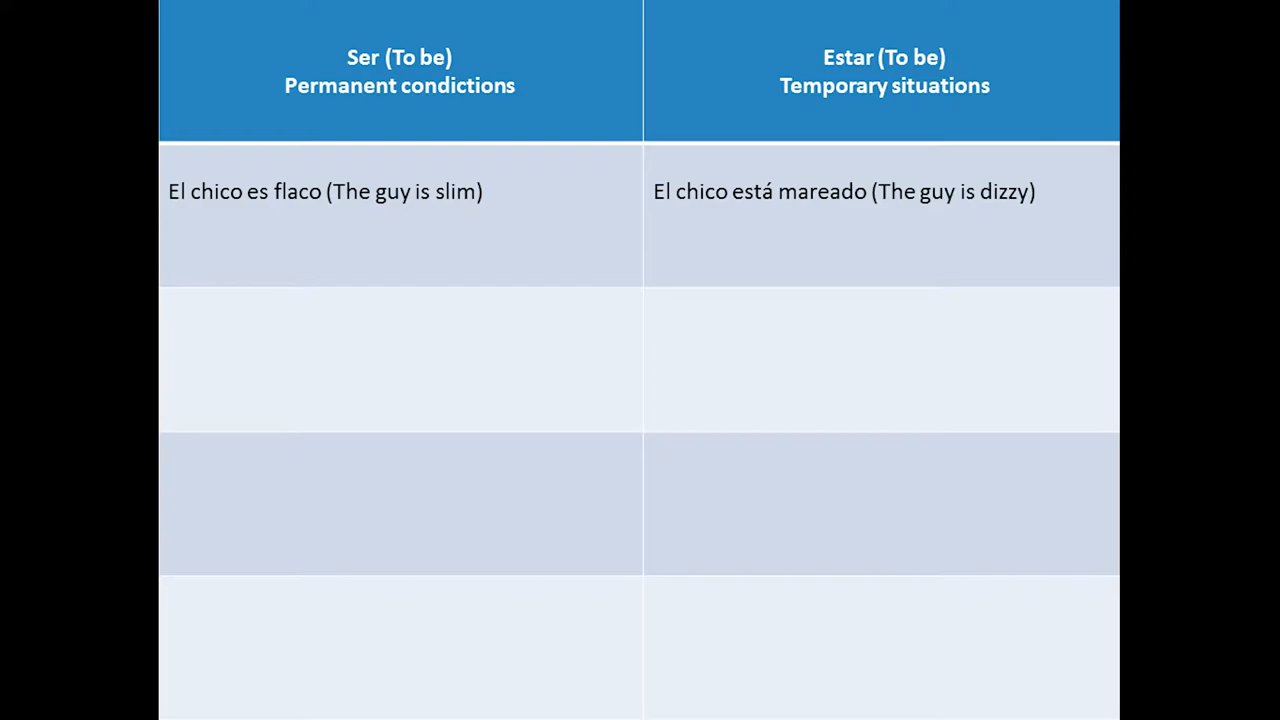 Ser (To be)
Permanent condictions
Estar (To be)
Temporary situations
El chico es flaco (The guy is slim)
El chico está mareado (The guy is dizzy)